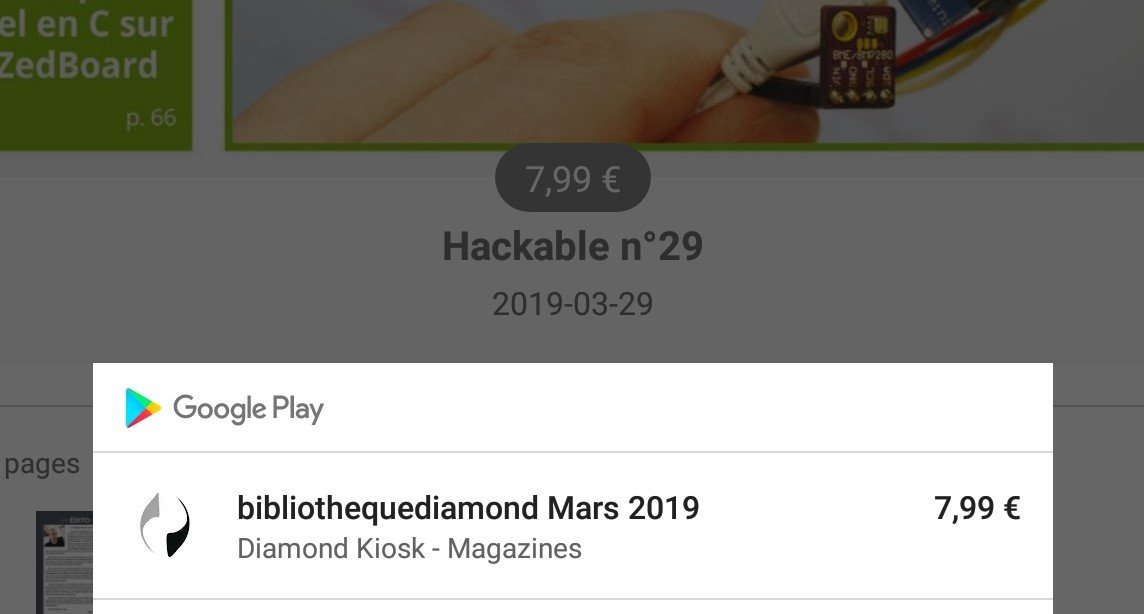 el en C sur
ZedBoard
p. 66
BME/BMP280
VIN GND SCL SDA
7,99 €
Hackable n°29
2019-03-29
Google Play
pages
ÉDITO
bibliothequediamond Mars 2019
7,99 €
Diamond Kiosk - Magazines